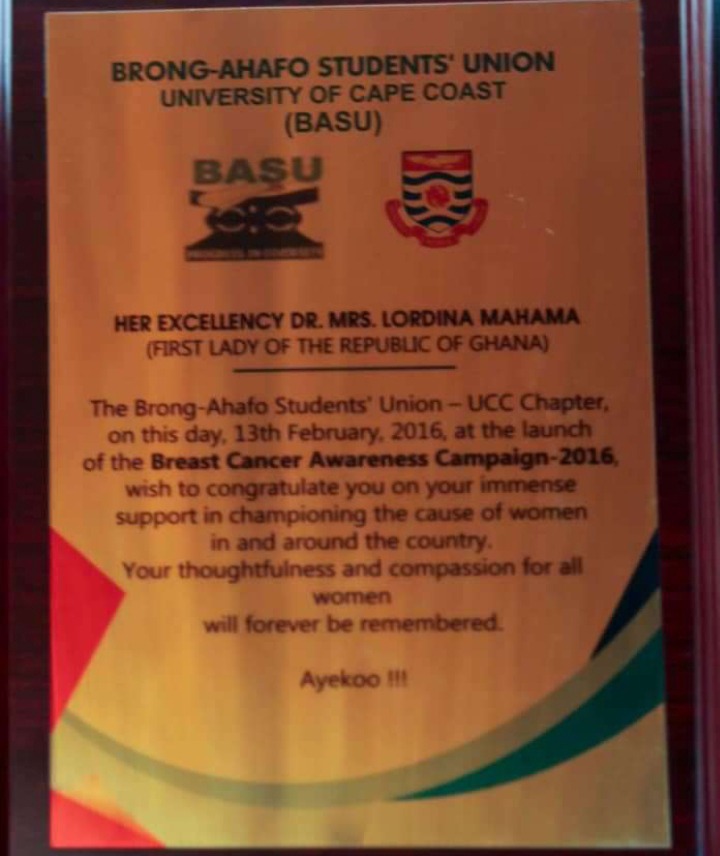 BRONG-AHAFO STUDENTS' UNION
UNIVERSITY OF CAPE COAST
(BASU)
BASU
HER EXCELLENCY DR. MRS. LORDINA MAHAMA
(FIRST LADY OF THE REPUBLIC OF GHANA)
The Brong-Ahafo Students' Union – UCC Chapter,
on this day, 13th February, 2016, at the launch
of the Breast Cancer Awareness Campaign-2016,
wish to congratulate you on your immense
support in championing the cause of women
in and around the country.
Your thoughtfulness and compassion for all
women
will forever be remembered.
Ayekoo !!!